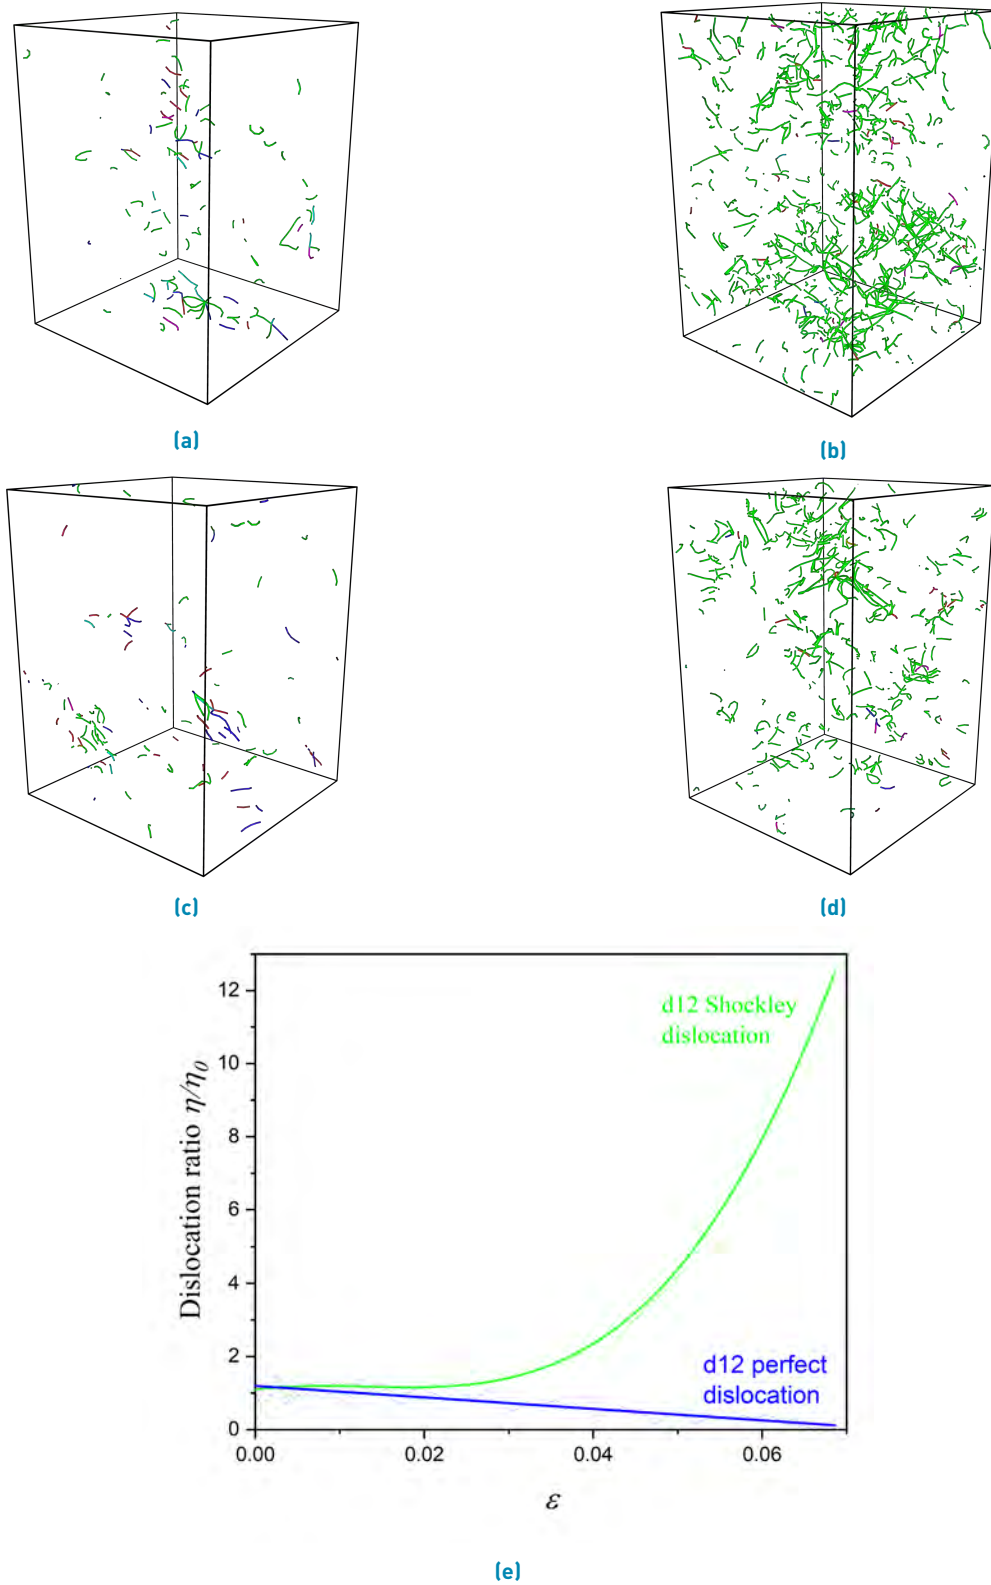 (a)
(b)
(c)
(d)
12
10
8
6
4
2
0
Dislocation ratio η/η0
d12 Shockley
dislocation
d12 perfect
dislocation
0.00
0.02
0.04
0.06
ε
(e)